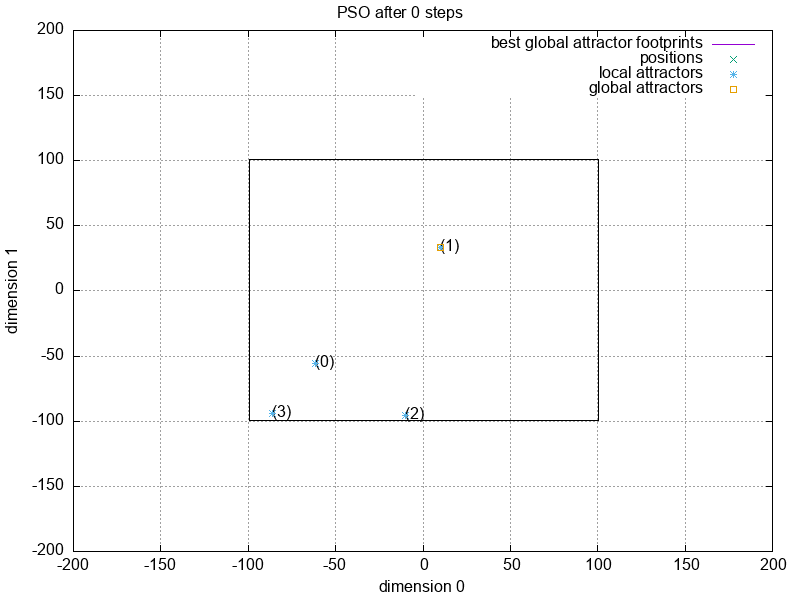 PSO after 0 steps
200
150
100
50
0
-50
-100
-150
-200
dimension 1
best global attractor footprints
positions
local attractors
global attractors
(1)
(0)
(3)
(2)
-200 -150 -100 -50 0 50 100 150 200
dimension 0